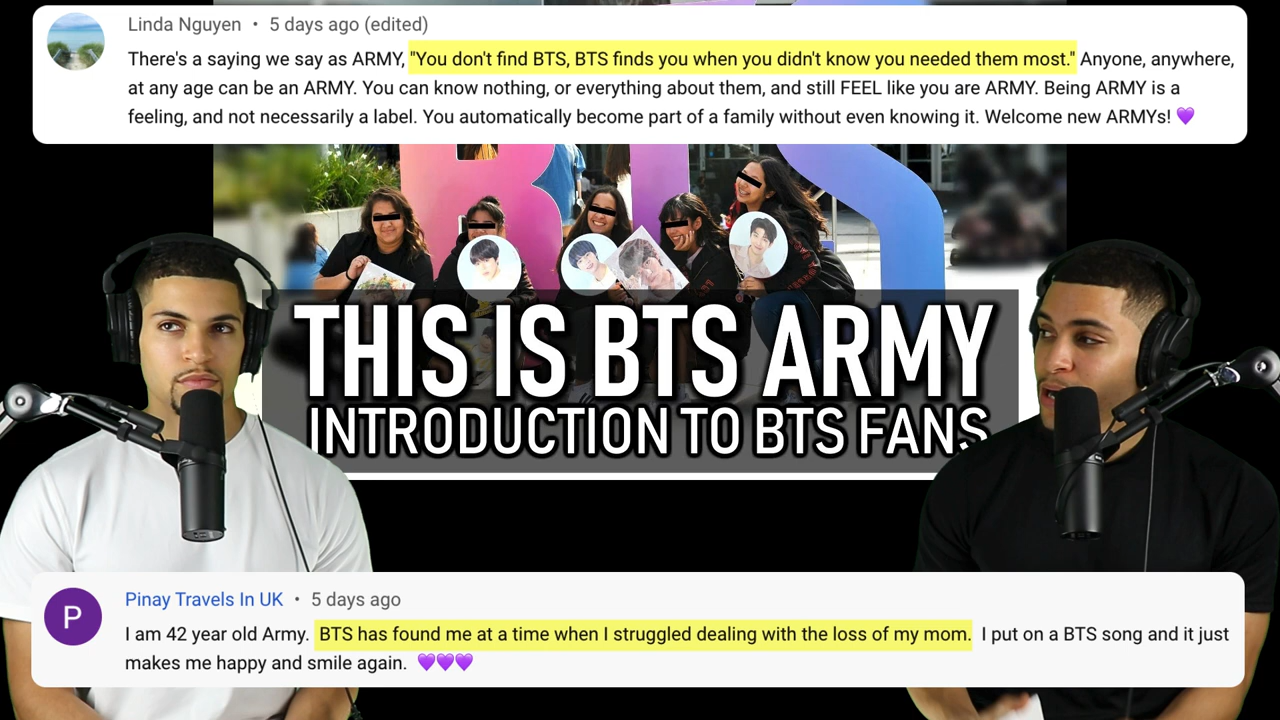 Linda Nguyen • 5 days ago (edited)
There's a saying we say as ARMY, "You don't find BTS, BTS finds you when you didn't know you needed them most." Anyone, anywhere,
at any age can be an ARMY. You can know nothing, or everything about them, and still FEEL like you are ARMY. Being ARMY is a
feeling, and not necessarily a label. You automatically become part of a family without even knowing it. Welcome new ARMYs! 💜
BTS
THIS IS BTS ARMY
INTRODUCTION TO BTS FANS
P
Pinay Travels In UK • 5 days ago
I am 42 year old Army. BTS has found me at a time when I struggled dealing with the loss of my mom. I put on a BTS song and it just
makes me happy and smile again. 💜💜💜